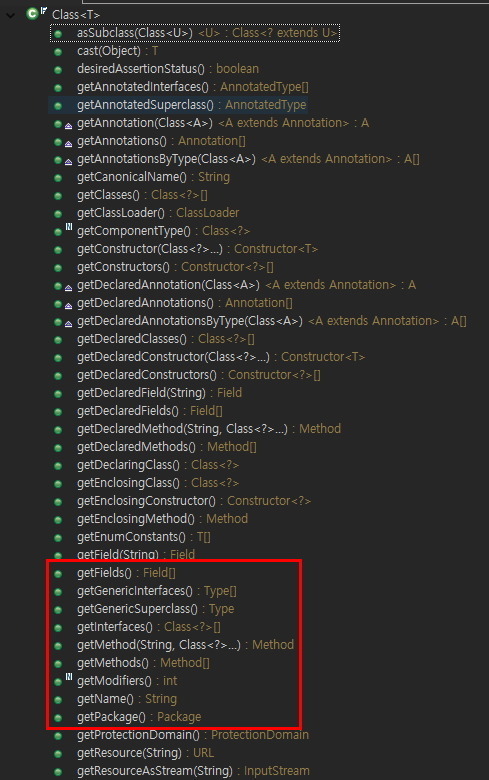 Class<T>
asSubclass(Class<U>) <U> : Class<? extends U>
cast(Object) : T
desiredAssertionStatus() : boolean
getAnnotatedInterfaces() : AnnotatedType[]
getAnnotatedSuperclass() : AnnotatedType
getAnnotation(Class<A>) <A extends Annotation> : A
getAnnotations() : Annotation[]
getAnnotationsByType(Class<A>) <A extends Annotation> : A[]
getCanonicalName() : String
getClasses() : Class<?>[]
getClassLoader() : ClassLoader
getComponentType() : Class<?>
getConstructor(Class<?>...) : Constructor<T>
getConstructors() : Constructor<?>[]
getDeclaredAnnotation(Class<A>) <A extends Annotation> : A
getDeclaredAnnotations() : Annotation[]
getDeclaredAnnotationsByType(Class<A>) <A extends Annotation> : A[]
getDeclaredClasses() : Class<?>[]
getDeclaredConstructor(Class<?>...) : Constructor<T>
getDeclaredConstructors() : Constructor<?>[]
getDeclaredField(String) : Field
getDeclaredFields() : Field[]
getDeclaredMethod(String, Class<?>...) : Method
getDeclaredMethods() : Method[]
getDeclaringClass() : Class<?>
getEnclosingClass() : Class<?>
getEnclosingConstructor() : Constructor<?>
getEnclosingMethod() : Method
getEnumConstants() : T[]
getField(String) : Field
getFields() : Field[]
getGenericInterfaces() : Type[]
getGenericSuperclass() : Type
getInterfaces() : Class<?>[]
getMethod(String, Class<?>...) : Method
getMethods() : Method[]
getModifiers() : int
getName() : String
getPackage() : Package
getProtectionDomain() : ProtectionDomain
getResource(String) : URL
getResourceAsStream(String) : InputStream